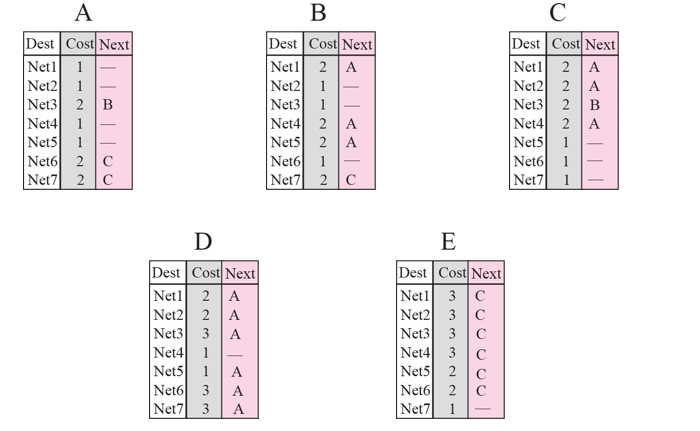 A B C
Dest Cost Next Dest Cost Next Dest Cost Next
Net1 1 — Net1 2 A Net1 2 A
Net2 1 — Net2 1 — Net2 2 A
Net3 2 B Net3 1 — Net3 2 B
Net4 1 — Net4 2 A Net4 2 A
Net5 1 — Net5 2 A Net5 1 —
Net6 2 C Net6 1 — Net6 1 —
Net7 2 C Net7 2 C Net7 1 —
D E
Dest Cost Next Dest Cost Next
Net1 2 A Net1 3 C
Net2 2 A Net2 3 C
Net3 3 A Net3 3 C
Net4 1 — Net4 3 C
Net5 1 A Net5 2 C
Net6 3 A Net6 2 C
Net7 3 A Net7 1 —